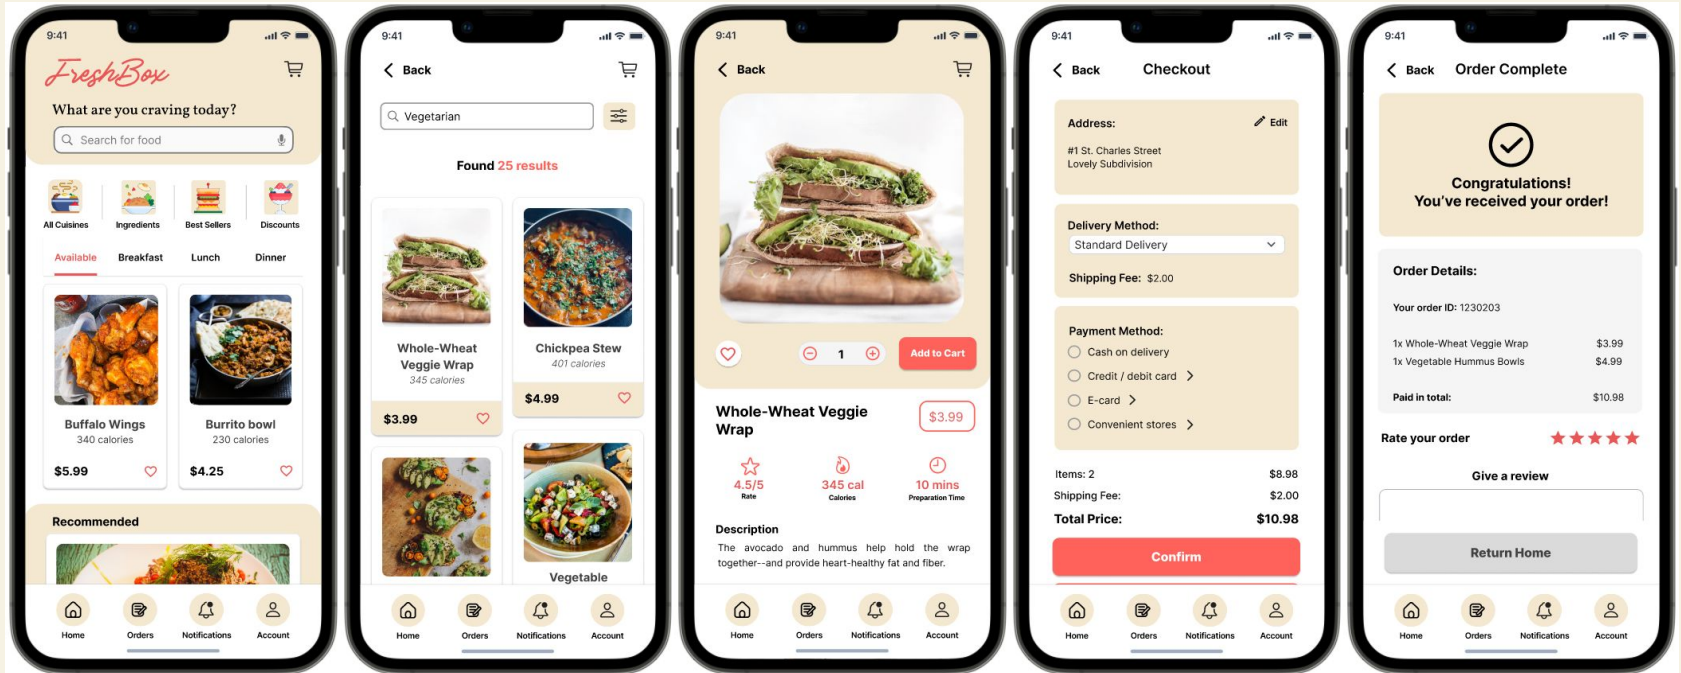 9:41
FreshBox
What are you craving today?
Search for food
All Cuisines
Ingredients
Best Sellers
Discounts
Available
Breakfast
Lunch
Dinner
Buffalo Wings
340 calories
$5.99
Burrito bowl
230 calories
$4.25
Recommended
Home
Orders
Notifications
Account
9:41
Back
Vegetarian
Found 25 results
Whole-Wheat
Veggie Wrap
345 calories
$3.99
Chickpea Stew
401 calories
$4.99
Vegetable
Home
Orders
Notifications
Account
9:41
Back
1
Add to Cart
Whole-Wheat Veggie
Wrap
$3.99
4.5/5
Rate
345 cal
Calories
10 mins
Preparation Time
Description
The avocado and hummus help hold the wrap
together--and provide heart-healthy fat and fiber.
Home
Orders
Notifications
Account
9:41
Back
Checkout
Address:
Edit
#1 St. Charles Street
Lovely Subdivision
Delivery Method:
Standard Delivery
Shipping Fee: $2.00
Payment Method:
Cash on delivery
Credit / debit card
E-card
Convenient stores
Items: 2 $8.98
Shipping Fee: $2.00
Total Price: $10.98
Confirm
Home
Orders
Notifications
Account
9:41
Back
Order Complete
Congratulations!
You've received your order!
Order Details:
Your order ID: 1230203
1x Whole-Wheat Veggie Wrap $3.99
1x Vegetable Hummus Bowls $4.99
Paid in total: $10.98
Rate your order
Give a review
Return Home
Home
Orders
Notifications
Account